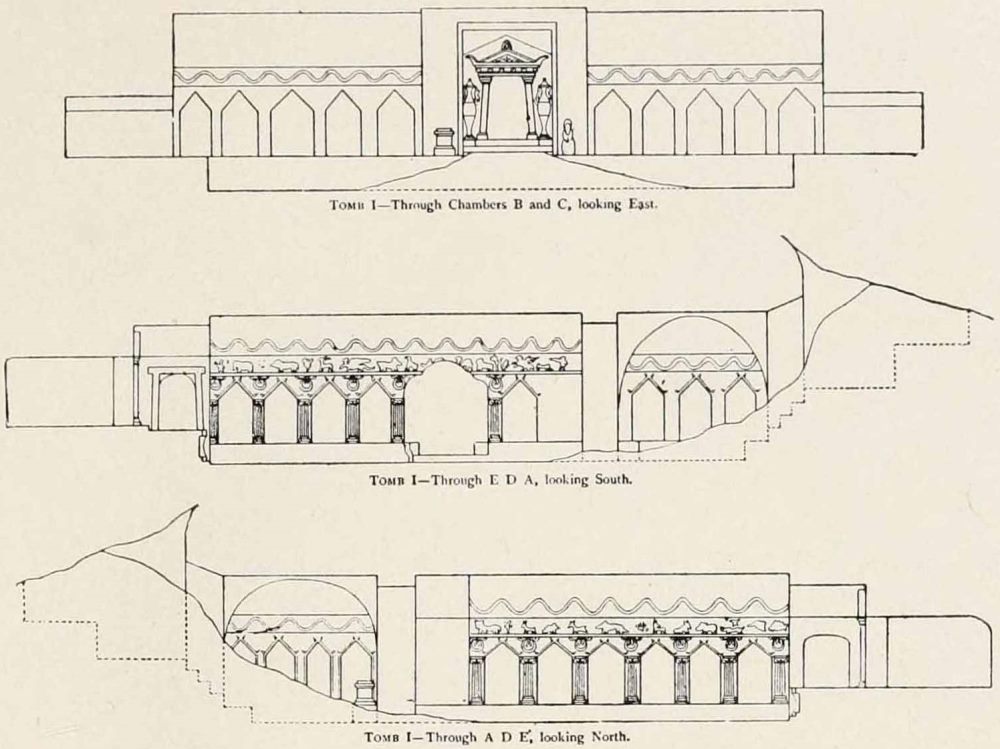 TOMB I—Through Chambers B and C, looking East.
TOMB I—Through E D A, looking South.
TOMB I—Through A D E, looking North.